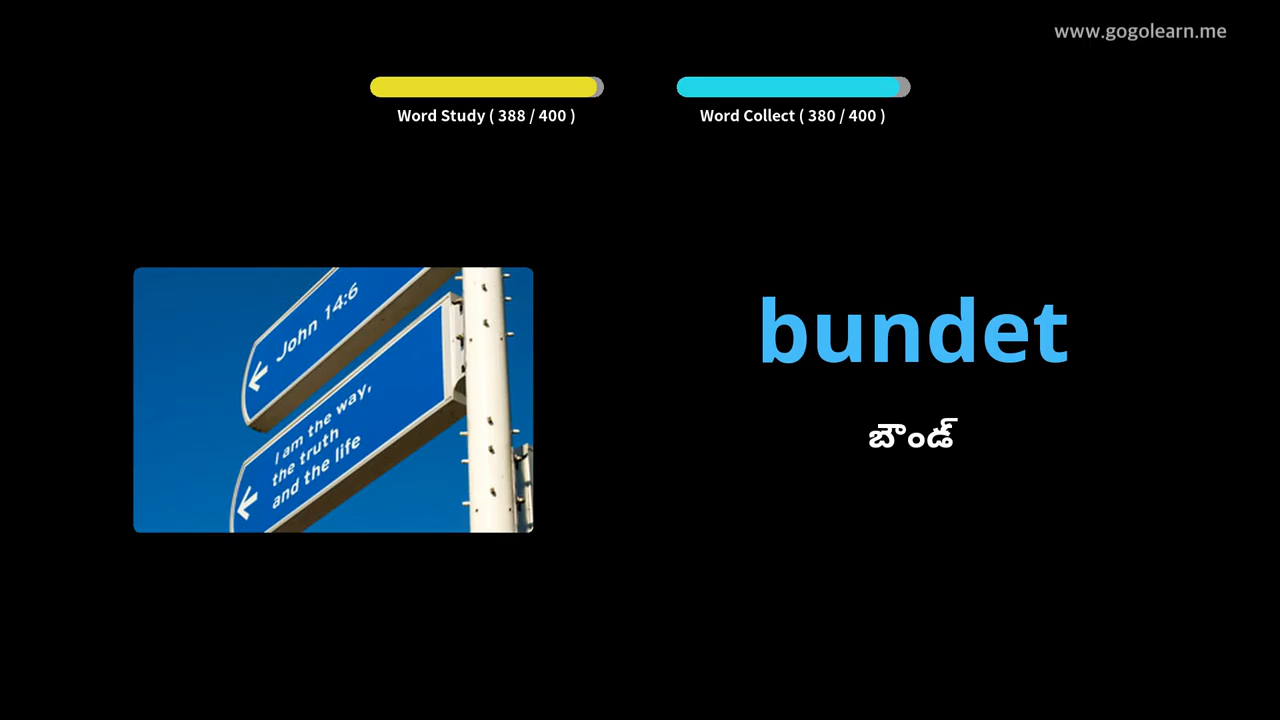 www.gogolearn.me
Word Study ( 388 / 400 )
Word Collect ( 380 / 400 )
John 14:6
I am the way,
the truth
and the life
bundet
బౌండ్